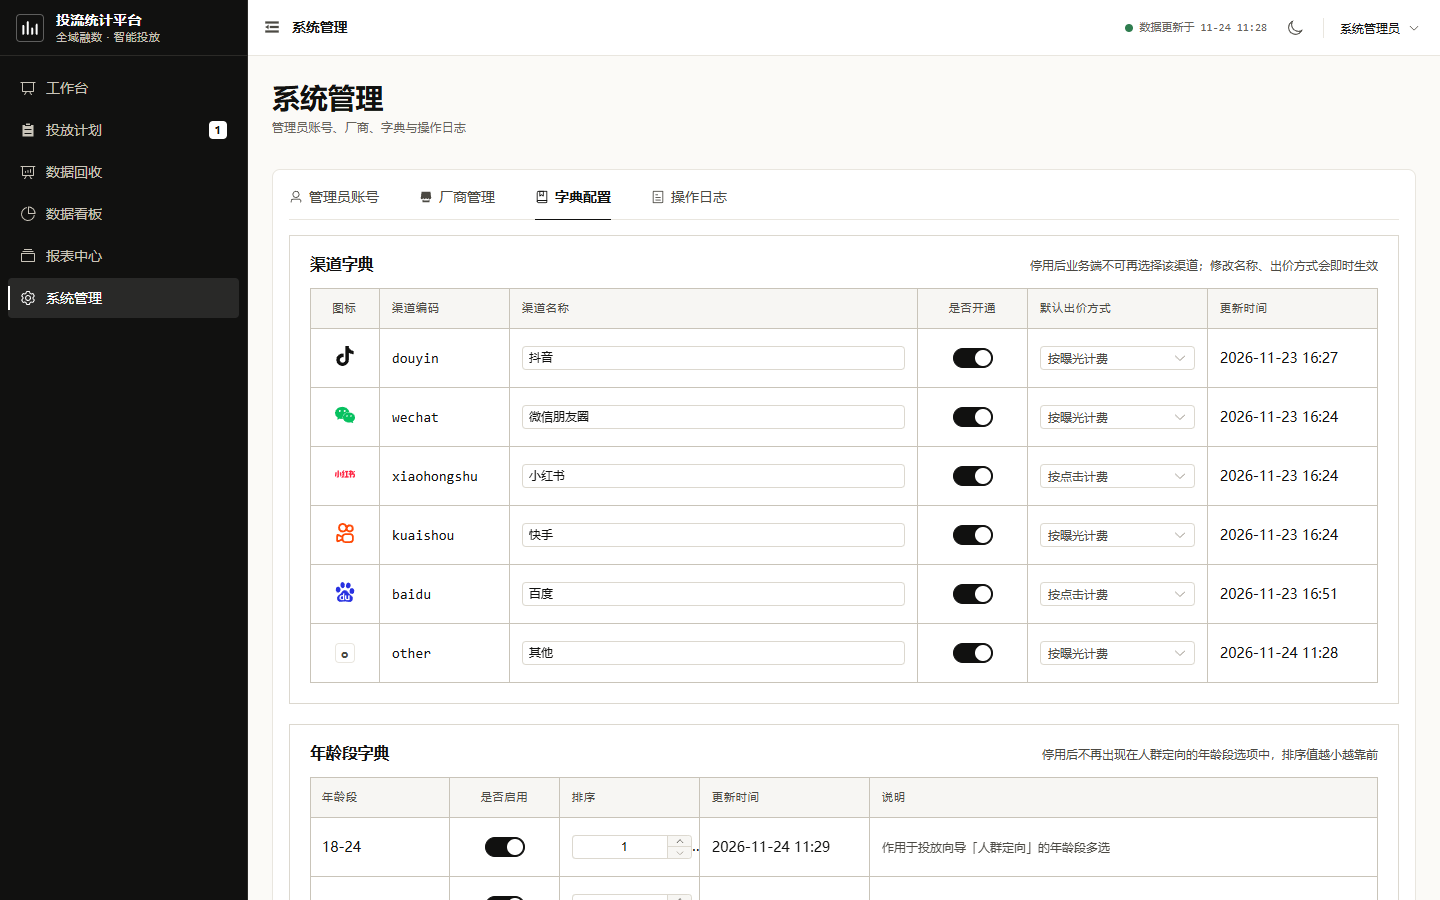 投流统计平台
全域融数 · 智能投放
系统管理
数据更新于 11-24 11:28
系统管理员
工作台
投放计划 1
数据回收
数据看板
报表中心
系统管理
系统管理
管理员账号、厂商、字典与操作日志
管理员账号 厂商管理 字典配置 操作日志
渠道字典
停用后业务端不可再选择该渠道；修改名称、出价方式会即时生效
图标 渠道编码 渠道名称 是否开通 默认出价方式 更新时间
douyin 抖音 按曝光计费 2026-11-23 16:27
wechat 微信朋友圈 按曝光计费 2026-11-23 16:24
小红书 xiaohongshu 小红书 按点击计费 2026-11-23 16:24
kuaishou 快手 按曝光计费 2026-11-23 16:24
du baidu 百度 按点击计费 2026-11-23 16:51
other 其他 按曝光计费 2026-11-24 11:28
年龄段字典
停用后不再出现在人群定向的年龄段选项中，排序值越小越靠前
年龄段 是否启用 排序 更新时间 说明
18-24 1 .. 2026-11-24 11:29 作用于投放向导「人群定向」的年龄段多选